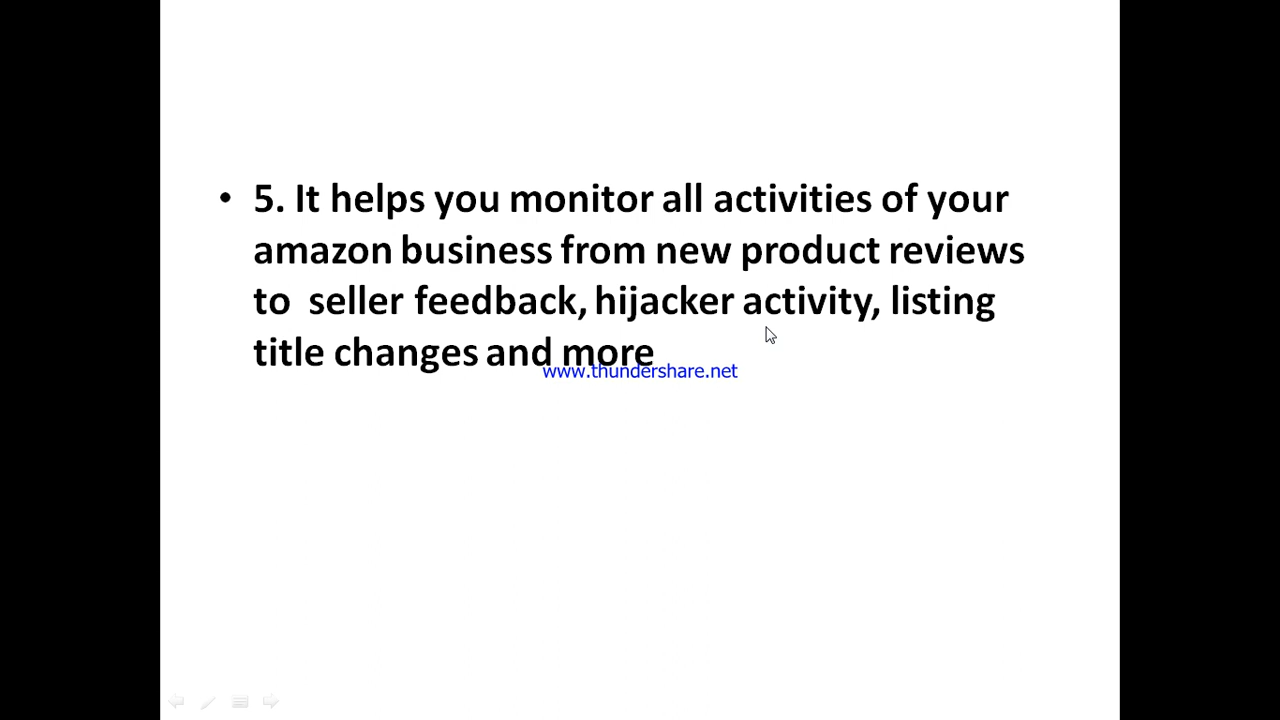 • 5. It helps you monitor all activities of your
amazon business from new product reviews
to  seller feedback, hijacker activity, listing
title changes and more
www.thundershare.net